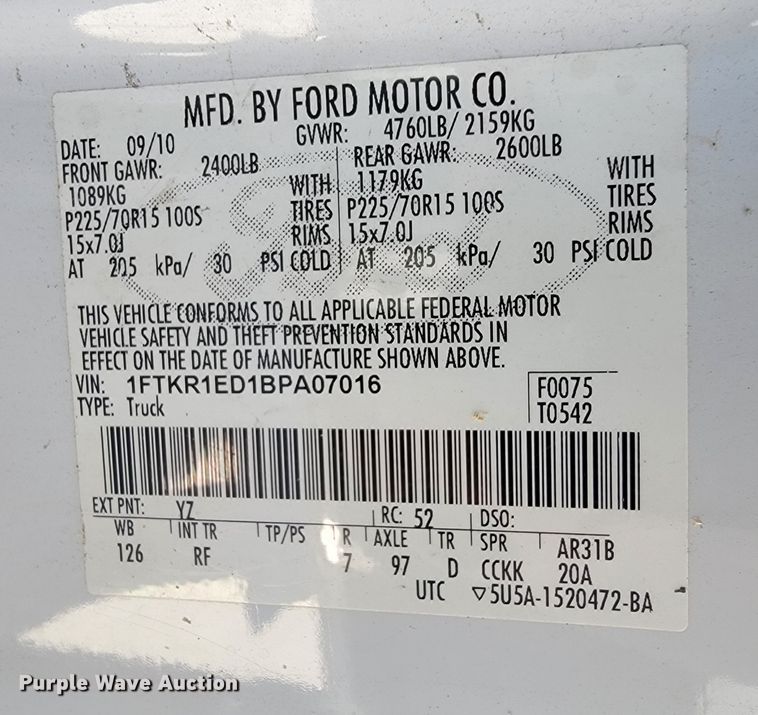 MFD. BY FORD MOTOR CO.
DATE: 09/10 GVWR: 4760LB/ 2159KG
FRONT GAWR: 2400LB REAR GAWR: 2600LB
1089KG WITH 1179KG WITH
P225/70R15 100S TIRES P225/70R15 100S TIRES
15x7.0J RIMS 15x7.0J RIMS
AT 205 kPa/ 30 PSI COLD AT 205 kPa/ 30 PSI COLD
THIS VEHICLE CONFORMS TO ALL APPLICABLE FEDERAL MOTOR
VEHICLE SAFETY AND THEFT PREVENTION STANDARDS IN
EFFECT ON THE DATE OF MANUFACTURE SHOWN ABOVE.
VIN: 1FTKR1ED1BPA07016 F0075
TYPE: Truck T0542
EXT PNT: YZ RC: 52 DSO:
WB INT TR TP/PS R AXLE TR SPR AR31B
126 RF 7 97 D CCKK 20A
UTC ▽5U5A-1520472-BA
Purple Wave Auction